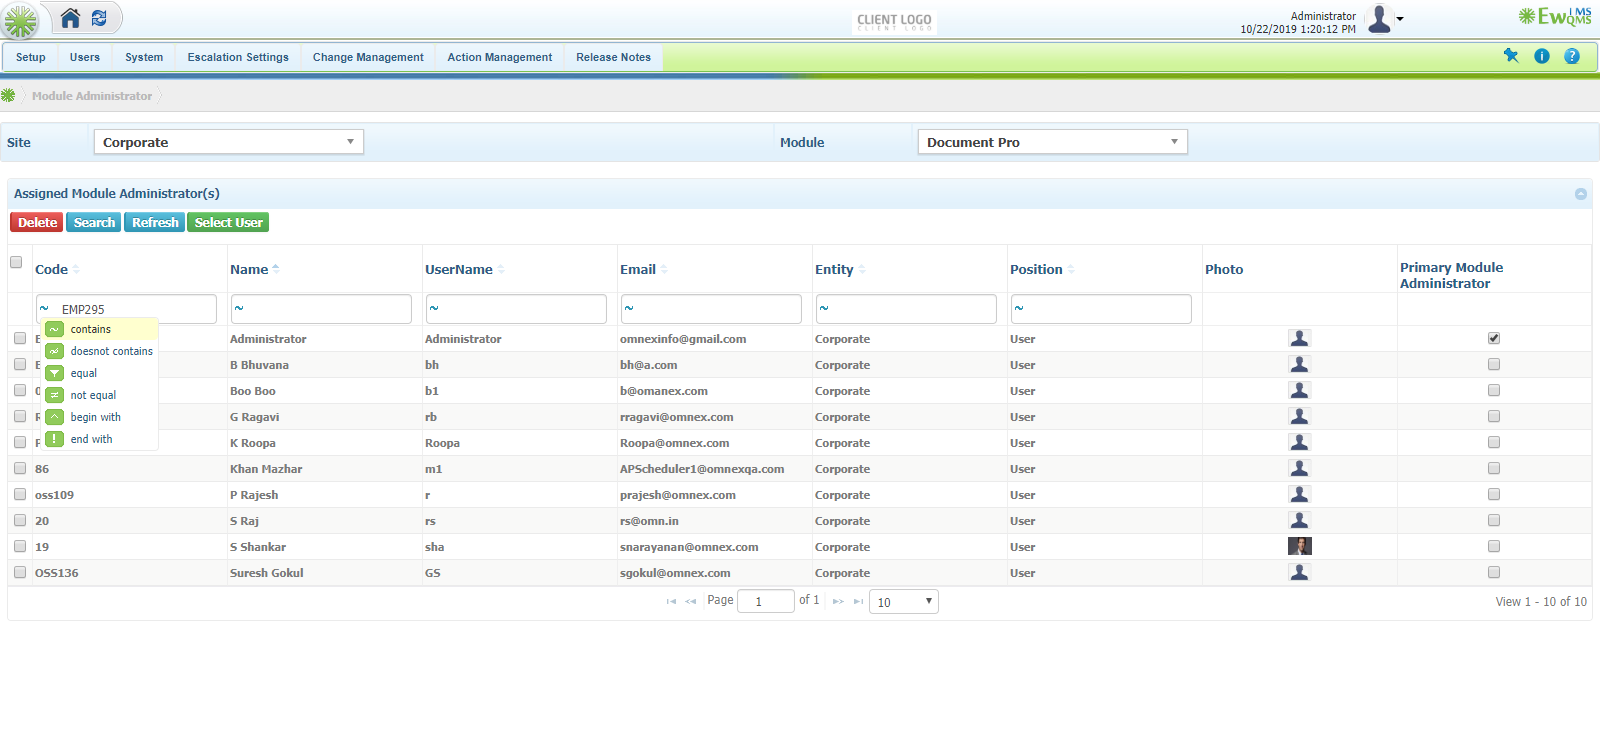 Administrator
10/22/2019 1:20:12 PM
CLIENT LOGO
CLIENT LOGO
EwQMS
IMS
Setup Users System Escalation Settings Change Management Action Management Release Notes
Module Administrator
Site Corporate Module Document Pro
Assigned Module Administrator(s)
Delete Search Refresh Select User
Code Name UserName Email Entity Position Photo Primary Module Administrator
~ EMP295 ~ ~ ~ ~ ~
contains
doesnot contains
equal
not equal
begin with
end with
Administrator Administrator omnexinfo@gmail.com Corporate User
B Bhuvana bh bh@a.com Corporate User
Boo Boo b1 b@omanex.com Corporate User
G Ragavi rb rragavi@omnex.com Corporate User
K Roopa Roopa Roopa@omnex.com Corporate User
86 Khan Mazhar m1 APScheduler1@omnexqa.com Corporate User
oss109 P Rajesh r prajesh@omnex.com Corporate User
20 S Raj rs rs@omn.in Corporate User
19 S Shankar sha snarayanan@omnex.com Corporate User
OSS136 Suresh Gokul GS sgokul@omnex.com Corporate User
Page 1 of 1 10 View 1 - 10 of 10